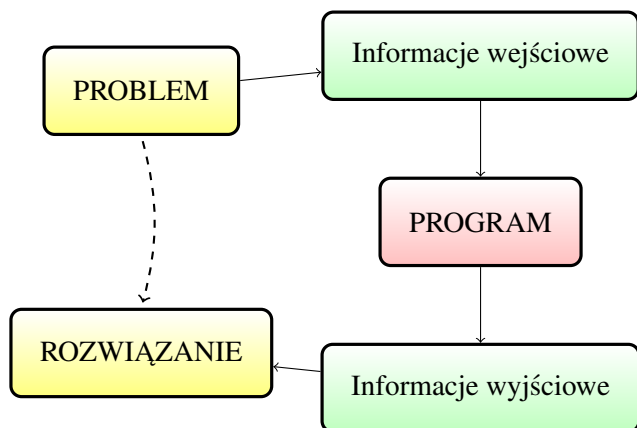 PROBLEM
Informacje wejściowe
PROGRAM
ROZWIĄZANIE
Informacje wyjściowe